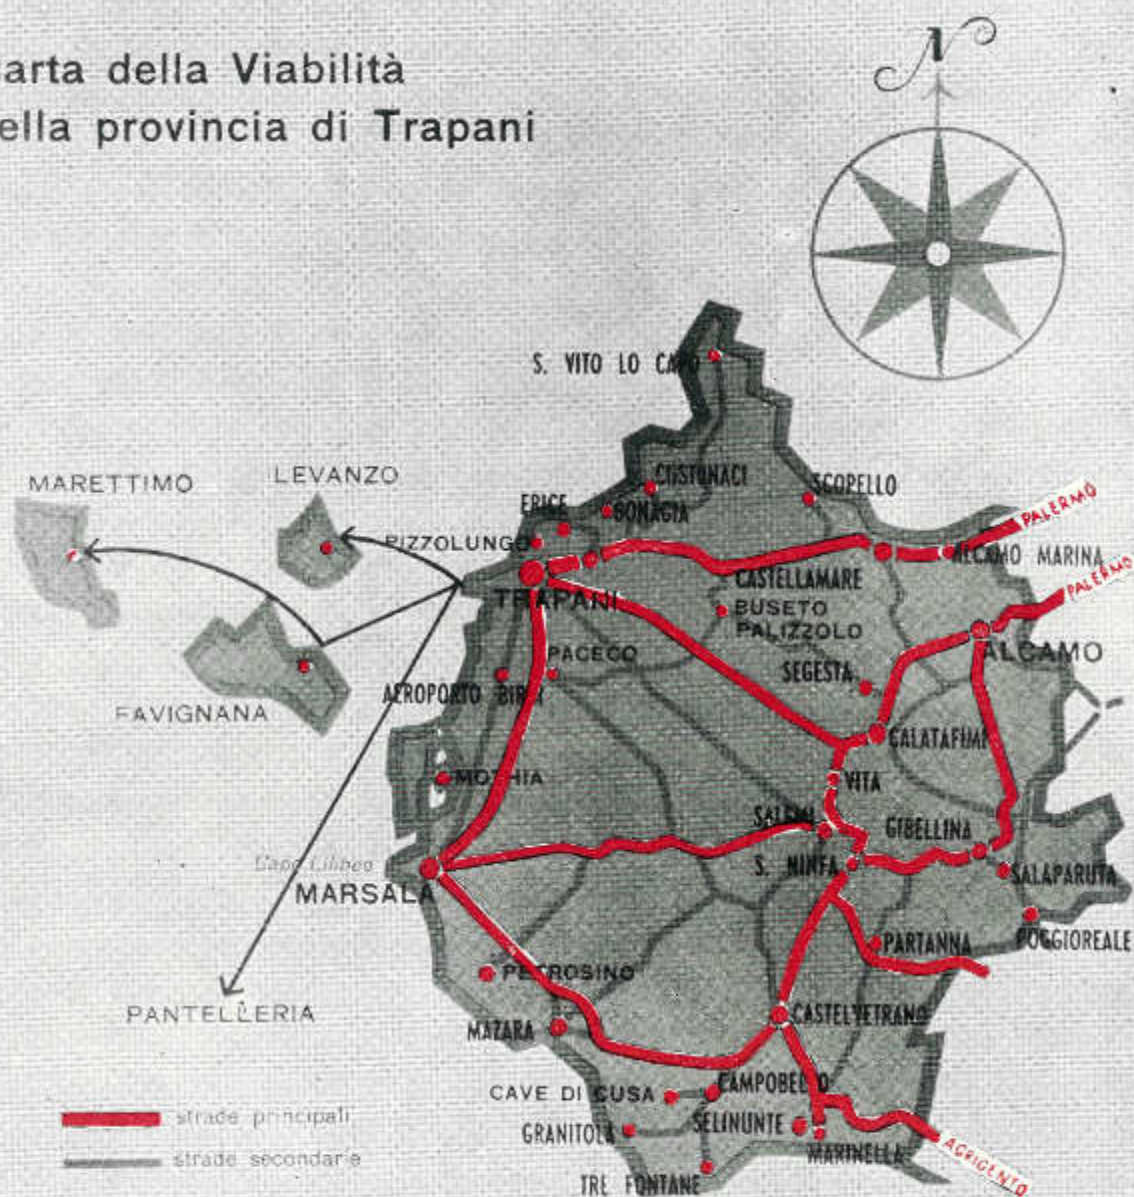 arta della Viabilità
ella provincia di Trapani
N
S. VITO LO CAPO
MARETTIMO
LEVANZO
CUSTONACI
SCOPELLO
ERICE
BONAGIA
PALERMO
PIZZOLUNGO
ALCAMO MARINA
CASTELLAMARE
PALERMO
TRAPANI
BUSETO
PALIZZOLO
ALCAMO
PACECO
SEGESTA
AEROPORTO BIRGI
FAVIGNANA
CALATAFIMI
MOTHIA
VITA
SALEMI
GIBELLINA
Capo Lilibeo
S. NINFA
SALAPARUTA
MARSALA
PARTANNA
POGGIOREALE
PETROSINO
PANTELLERIA
MAZARA
CASTELVETRANO
CAMPOBELLO
CAVE DI CUSA
strade principali
GRANITOLA
SELINUNTE
MARINELLA
strade secondarie
AGRIGENTO
TRE FONTANE